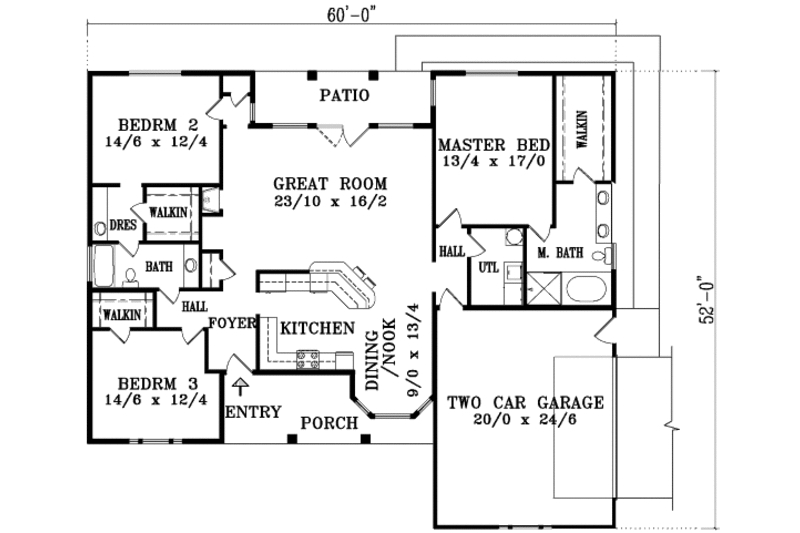 60'-0"
PATIO
BEDRM 2
14/6 x 12/4
MASTER BED
13/4 x 17/0
WALKIN
GREAT ROOM
23/10 x 16/2
WALKIN
DRES
HALL
M. BATH
UTL
BATH
HALL
WALKIN
FOYER
KITCHEN
DINING
/NOOK
9/0 x 13/4
52'-0"
BEDRM 3
14/6 x 12/4
ENTRY
PORCH
TWO CAR GARAGE
20/0 x 24/6